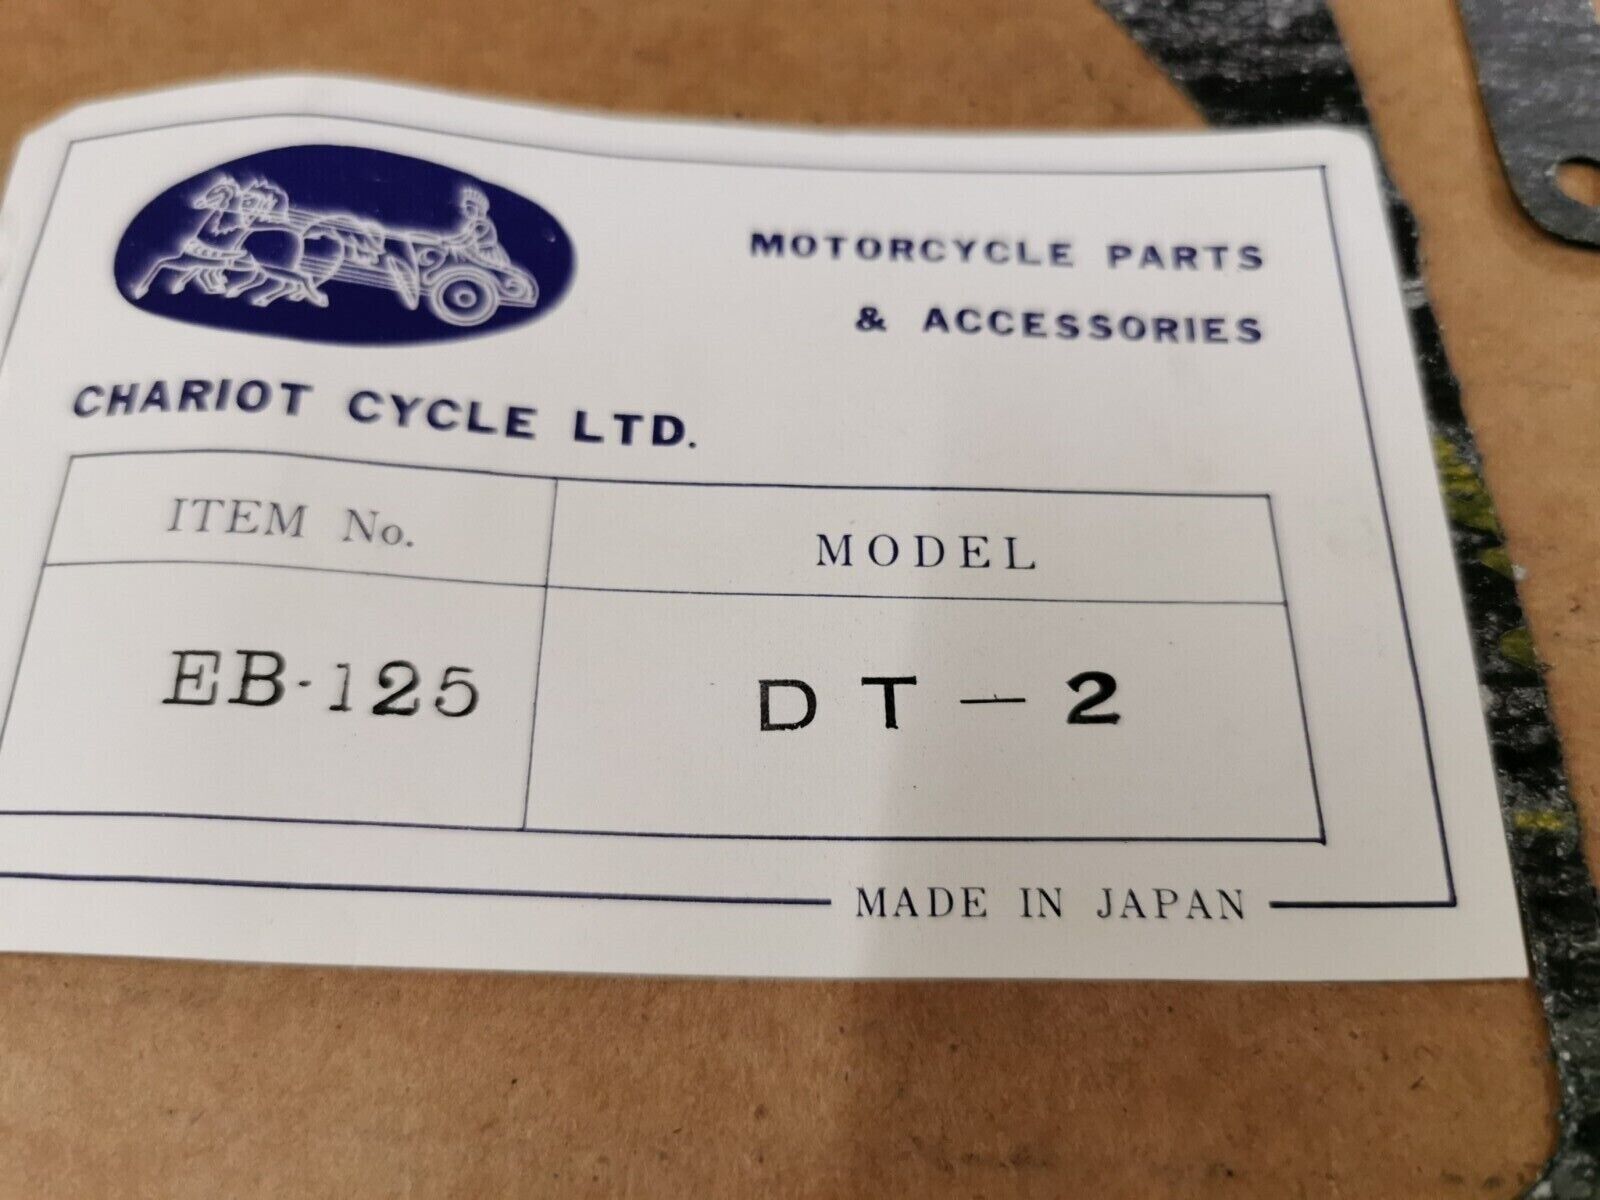 MOTORCYCLE PARTS
& ACCESSORIES
CHARIOT CYCLE LTD.
ITEM No.
MODEL
EB-125
DT-2
MADE IN JAPAN